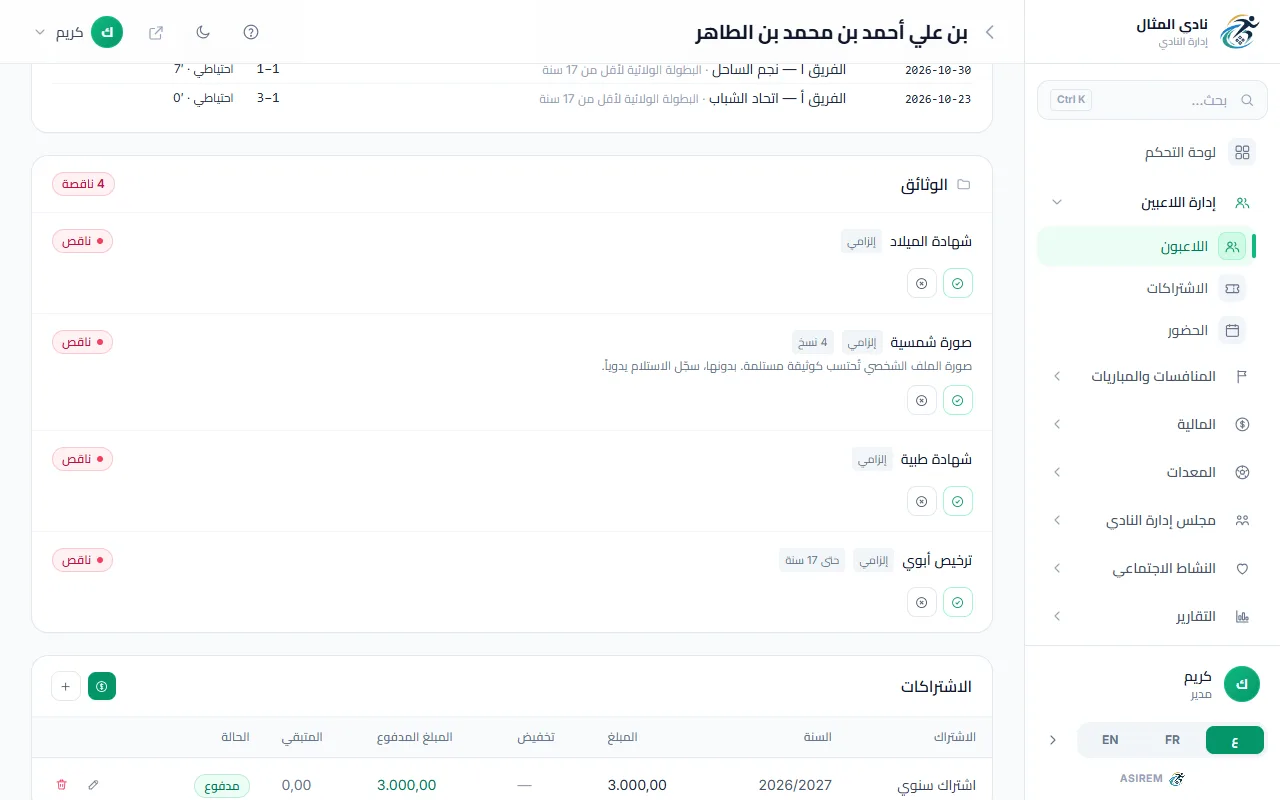 نادي المثال
إدارة النادي
بحث... Ctrl K
لوحة التحكم
إدارة اللاعبين
اللاعبون
الاشتراكات
الحضور
المنافسات والمباريات
المالية
المعدات
مجلس إدارة النادي
النشاط الاجتماعي
التقارير
ك كريم
مدير
ع FR EN
ASIREM
بن علي أحمد بن محمد بن الطاهر
ك كريم
2026-10-30 الفريق أ — نجم الساحل · البطولة الولائية لأقل من 17 سنة 1–1 احتياطي · 7′
2026-10-23 الفريق أ — اتحاد الشباب · البطولة الولائية لأقل من 17 سنة 3–1 احتياطي · 0′
الوثائق 4 ناقصة
شهادة الميلاد إلزامي ناقص
صورة شمسية إلزامي 4 نسخ ناقص
صورة الملف الشخصي تُحتسب كوثيقة مستلمة. بدونها، سجّل الاستلام يدوياً.
شهادة طبية إلزامي ناقص
ترخيص أبوي إلزامي حتى 17 سنة ناقص
الاشتراكات
الاشتراك السنة المبلغ تخفيض المبلغ المدفوع المتبقي الحالة
اشتراك سنوي 2026/2027 3.000,00 — 3.000,00 0,00 مدفوع